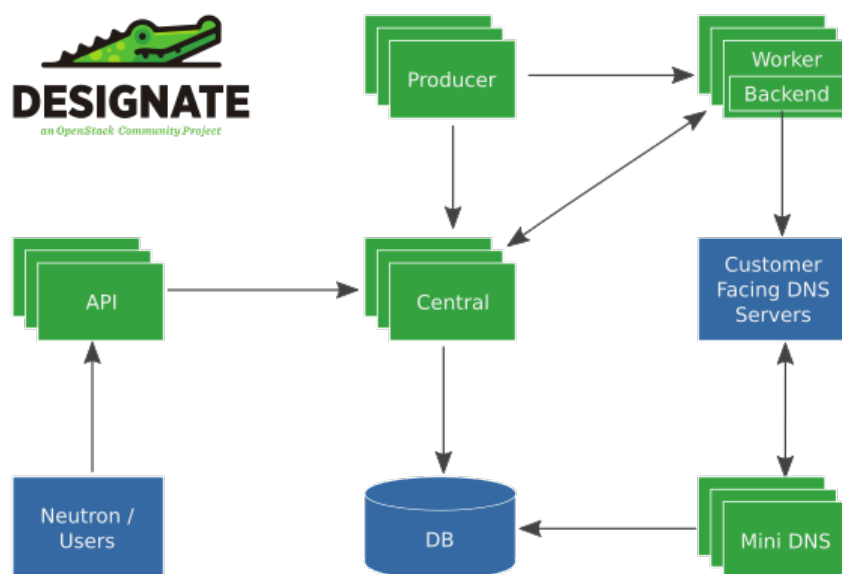 DESIGNATE
an OpenStack Community Project
Producer
Worker
Backend
API
Central
Customer
Facing DNS
Servers
Neutron /
Users
DB
Mini DNS